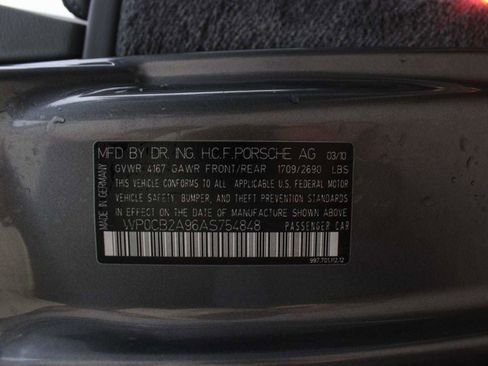 MFD BY DR. ING. H.C.F. PORSCHE AG 03/10
GVWR 4167 GAWR FRONT/REAR 1709/2690 LBS
THIS VEHICLE CONFORMS TO ALL APPLICABLE U.S. FEDERAL MOTOR
VEHICLE SAFETY, BUMPER, AND THEFT PREVENTION STANDARDS IN
EFFECT ON THE DATE OF MANUFACTURE SHOWN ABOVE.
WP0CB2A96AS754848 PASSENGER CAR
997.701.112.12
MADE IN GERMANY